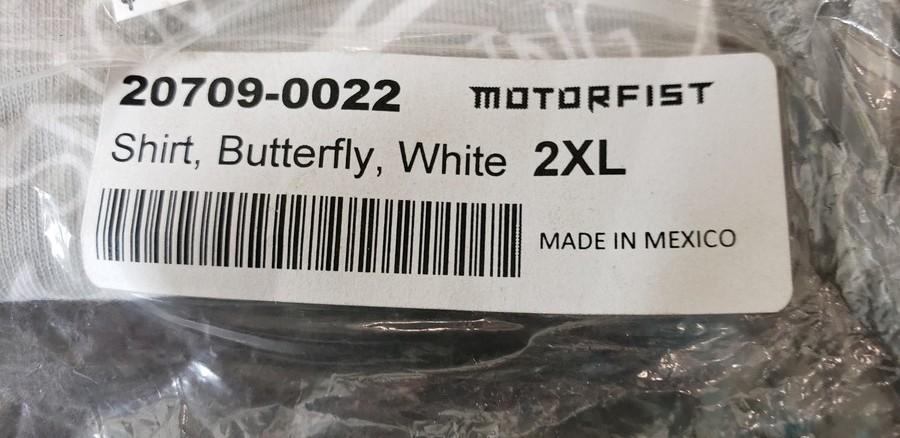 20709-0022 MOTORFIST
Shirt, Butterfly, White 2XL
MADE IN MEXICO